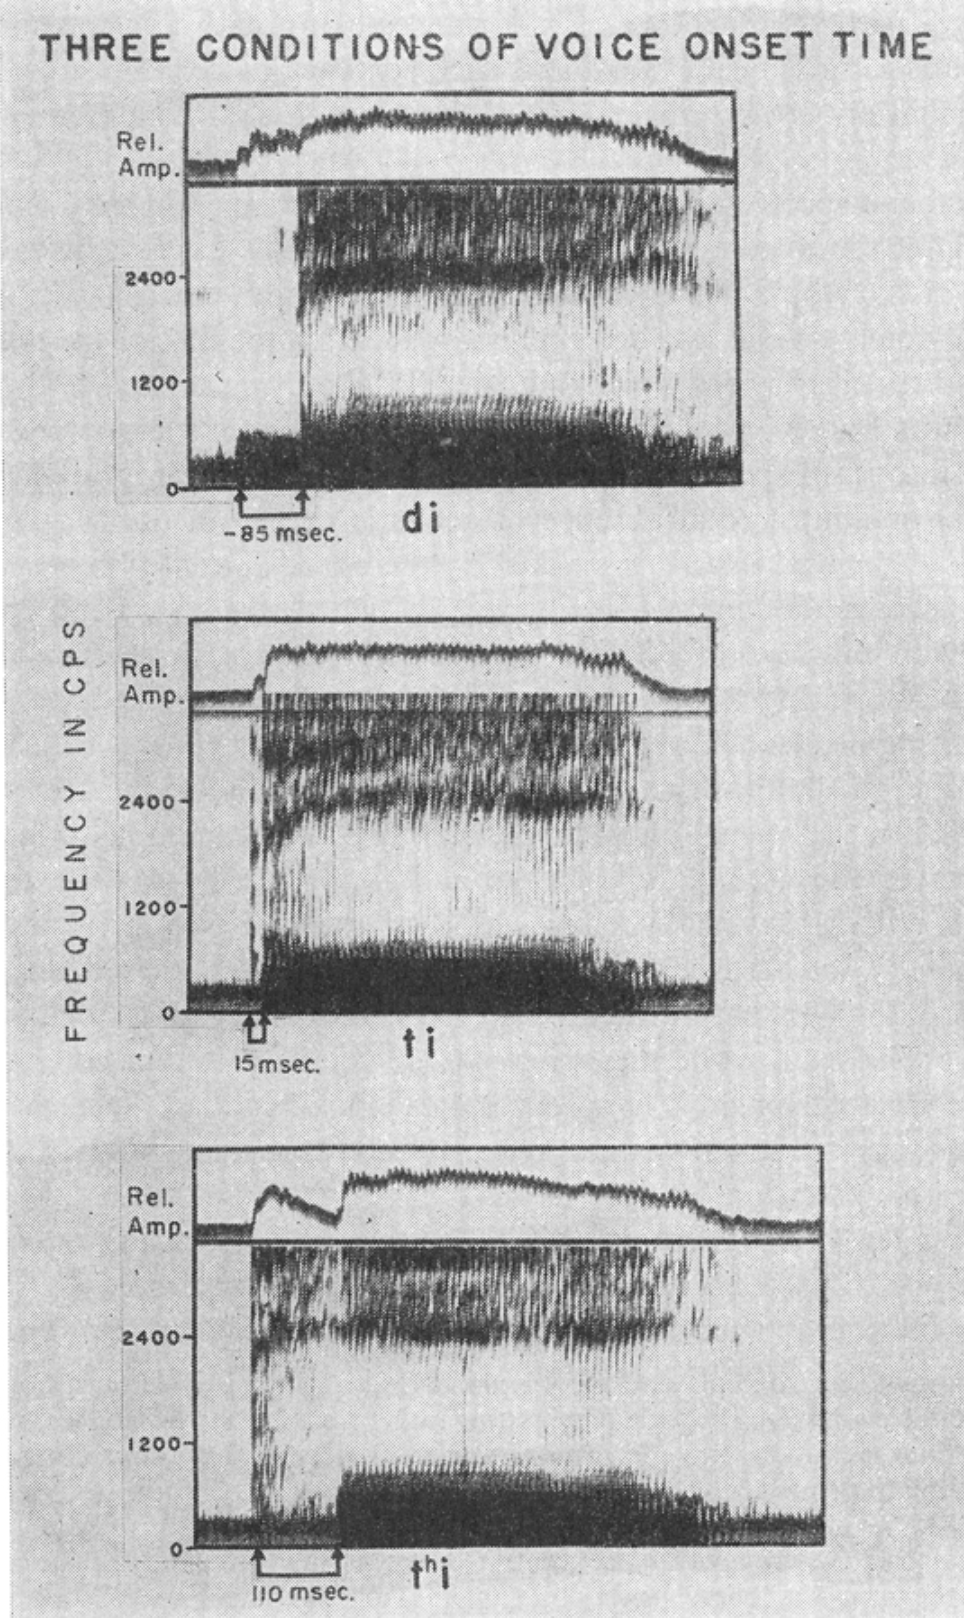 THREE CONDITIONS OF VOICE ONSET TIME
Rel.
Amp.
2400
1200
0
-85 msec.
di
FREQUENCY IN CPS
Rel.
Amp.
2400
1200
0
15 msec.
ti
Rel.
Amp.
2400
1200
0
110 msec.
tʰi